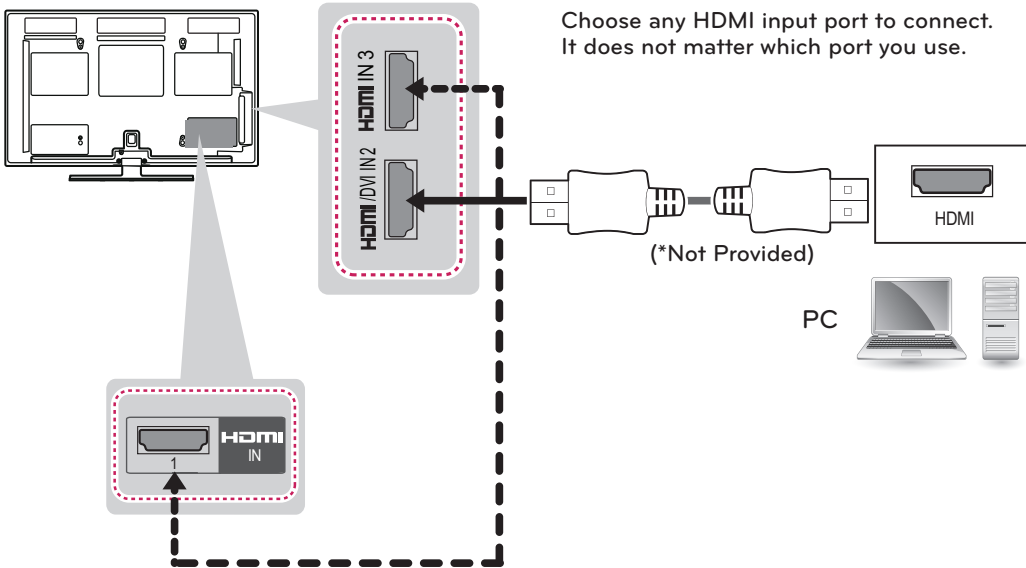 Choose any HDMI input port to connect.
It does not matter which port you use.
HDMI IN 3
HDMI /DVI IN 2
HDMI
(*Not Provided)
PC
1
HDMI
IN